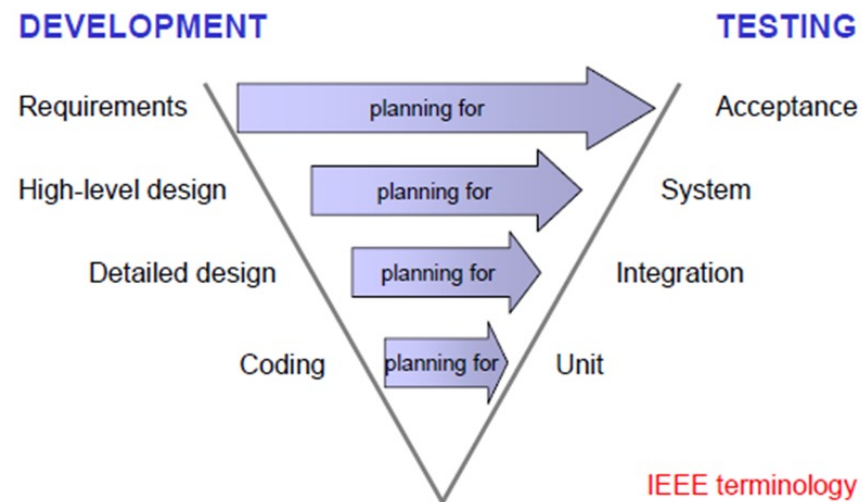 DEVELOPMENT TESTING
Requirements planning for Acceptance
High-level design planning for System
Detailed design planning for Integration
Coding planning for Unit
IEEE terminology